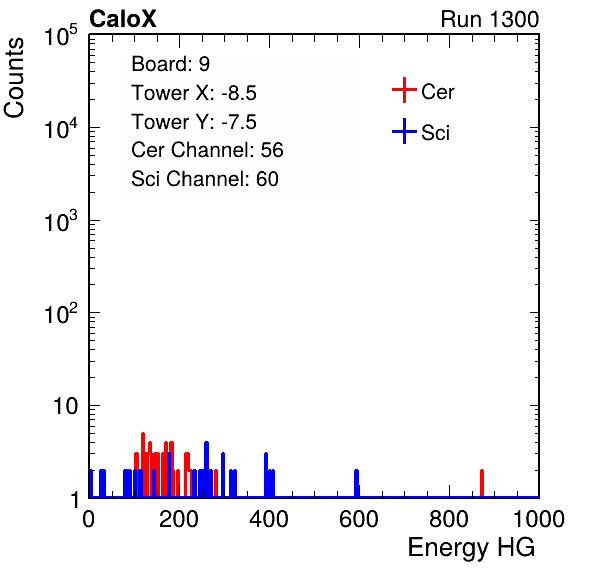 CaloX Run 1300
Counts
Board: 9
Tower X: -8.5
Tower Y: -7.5
Cer Channel: 56
Sci Channel: 60
Cer
Sci
10^5
10^4
10^3
10^2
10
1
0 200 400 600 800 1000
Energy HG